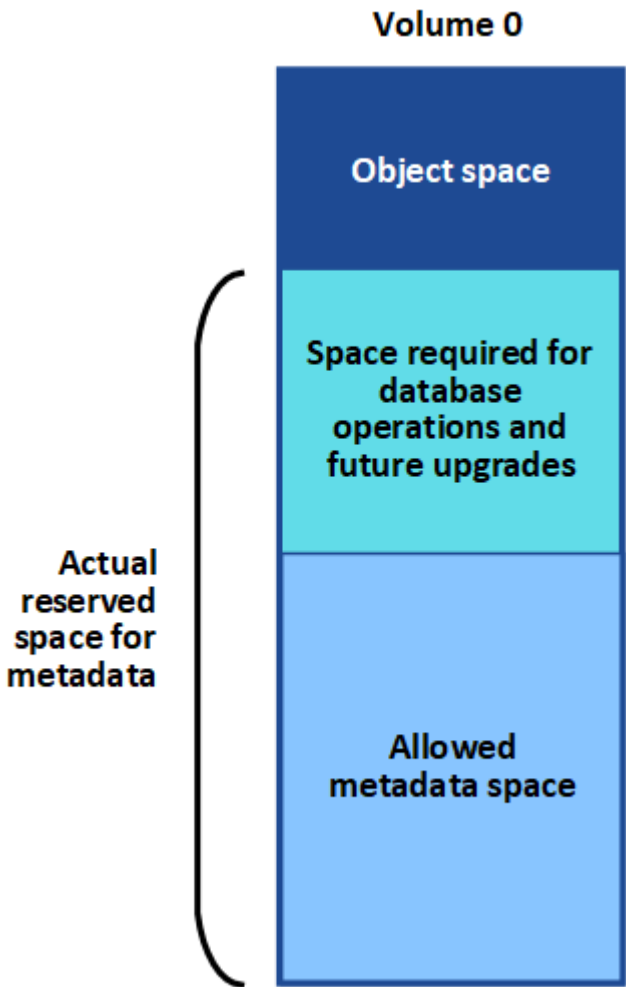 Volume 0
Object space
Space required for
database
operations and
future upgrades
Actual
reserved
space for
metadata
Allowed
metadata space